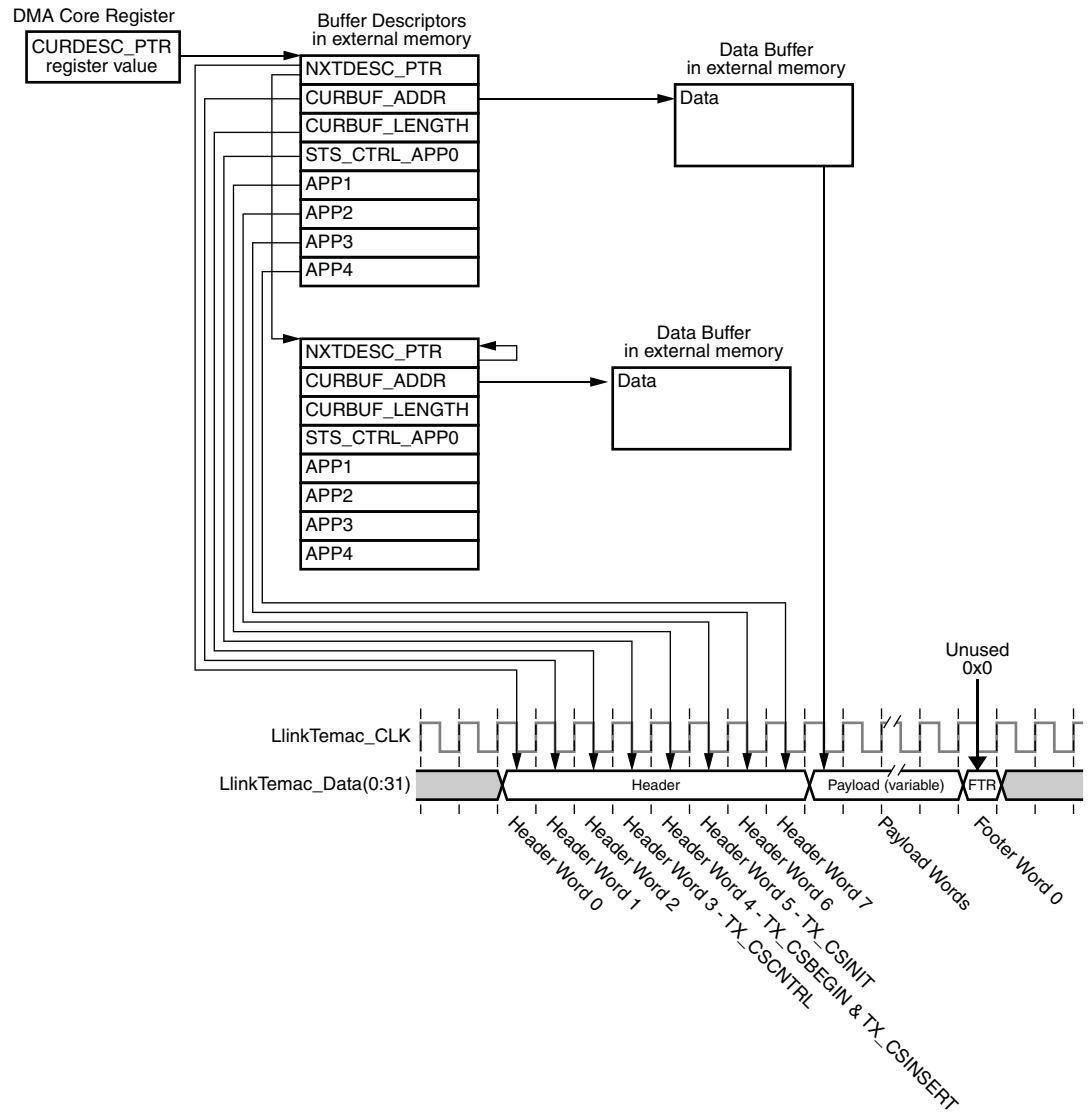 DMA Core Register
CURDESC_PTR
register value
Buffer Descriptors
in external memory
NXTDESC_PTR
CURBUF_ADDR
CURBUF_LENGTH
STS_CTRL_APP0
APP1
APP2
APP3
APP4
Data Buffer
in external memory
Data
NXTDESC_PTR
CURBUF_ADDR
CURBUF_LENGTH
STS_CTRL_APP0
APP1
APP2
APP3
APP4
Data Buffer
in external memory
Data
Unused
0x0
LlinkTemac_CLK
LlinkTemac_Data(0:31)
Header
Payload (variable)
FTR
Header Word 0
Header Word 1
Header Word 2
Header Word 3 - TX_CSCNTRL
Header Word 4 - TX_CSBEGIN & TX_CSINSERT
Header Word 5 - TX_CSINIT
Header Word 6
Header Word 7
Payload Words
Footer Word 0